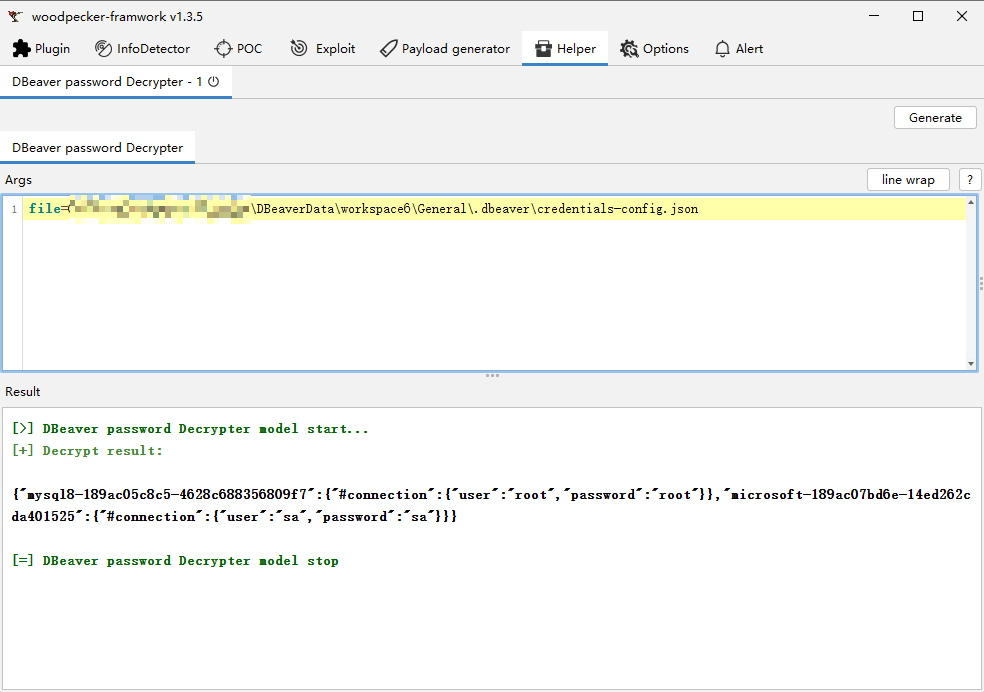 woodpecker-framwork v1.3.5
Plugin InfoDetector POC Exploit Payload generator Helper Options Alert
DBeaver password Decrypter - 1
Generate
DBeaver password Decrypter
Args line wrap ?
1 file= \DBeaverData\workspace6\General\.dbeaver\credentials-config.json
Result
[>] DBeaver password Decrypter model start...
[+] Decrypt result:
{"mysql8-189ac05c8c5-4628c688356809f7":{"#connection":{"user":"root","password":"root"}},"microsoft-189ac07bd6e-14ed262c
da401525":{"#connection":{"user":"sa","password":"sa"}}}
[=] DBeaver password Decrypter model stop